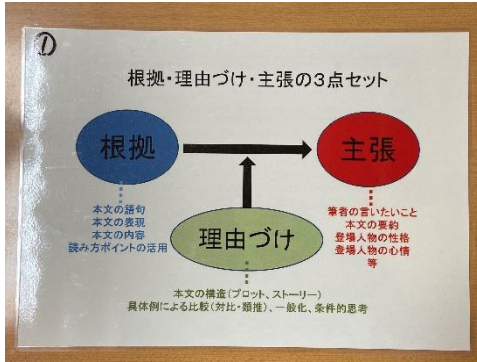 ①
根拠・理由づけ・主張の3点セット
根拠
主張
本文の語句
本文の表現
本文の内容
読み方ポイントの活用
筆者の言いたいこと
本文の要約
登場人物の性格
登場人物の心情
等
理由づけ
本文の構造(プロット、ストーリー)
具体例による比較(対比・類推)、一般化、条件的思考